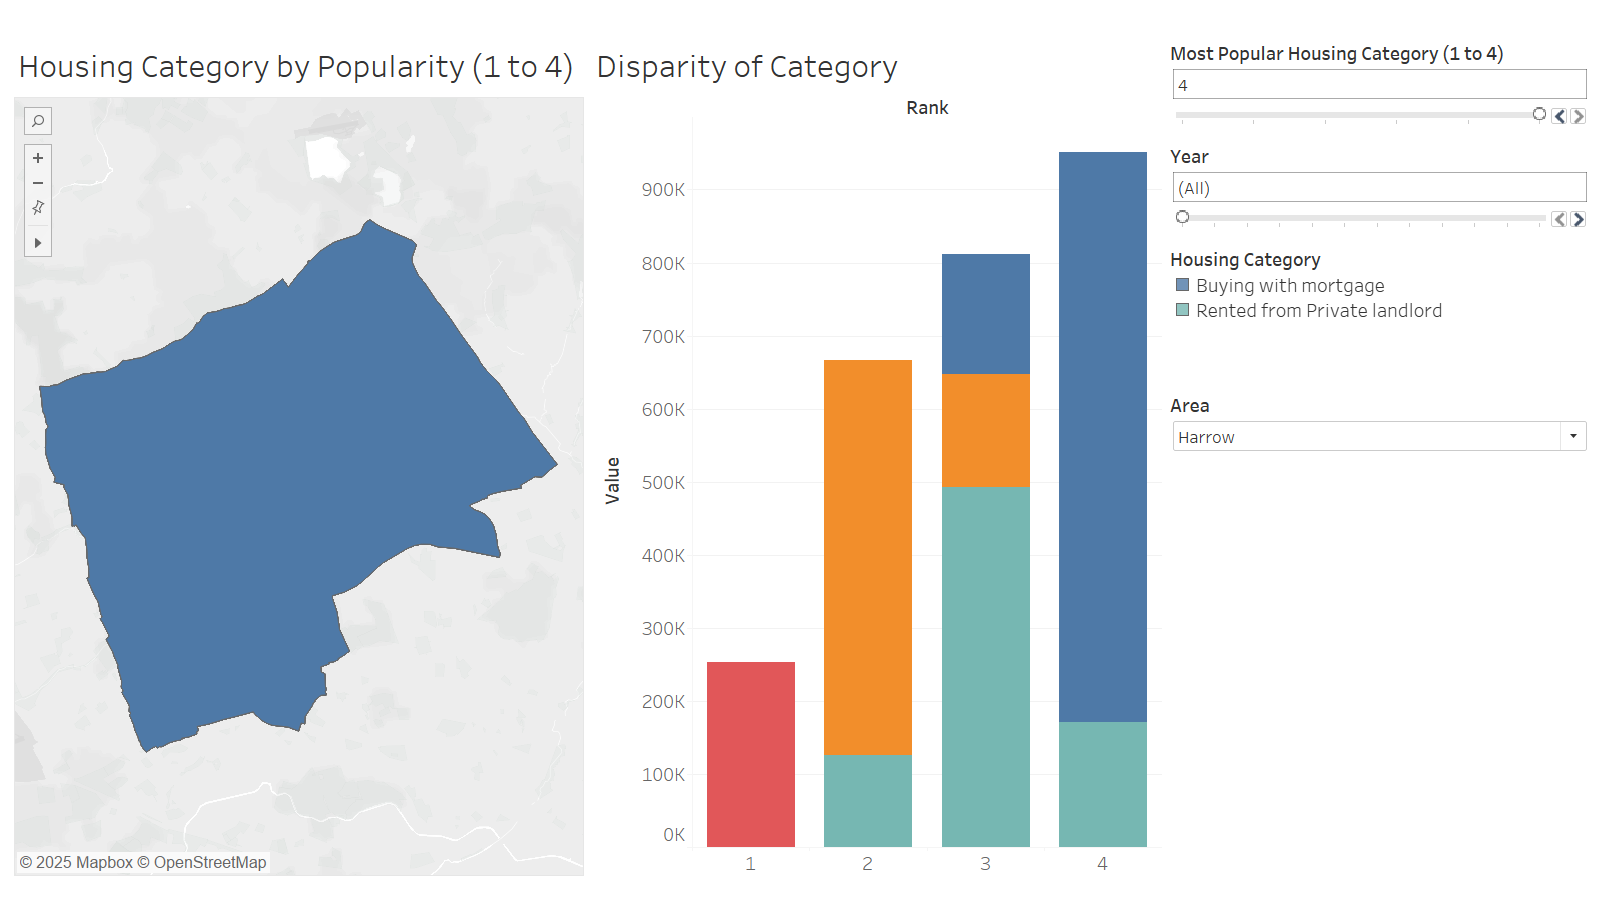 Housing Category by Popularity (1 to 4)
© 2025 Mapbox © OpenStreetMap
Disparity of Category
Rank
Value
900K
800K
700K
600K
500K
400K
300K
200K
100K
0K
1 2 3 4
Most Popular Housing Category (1 to 4)
4
Year
(All)
Housing Category
Buying with mortgage
Rented from Private landlord
Area
Harrow